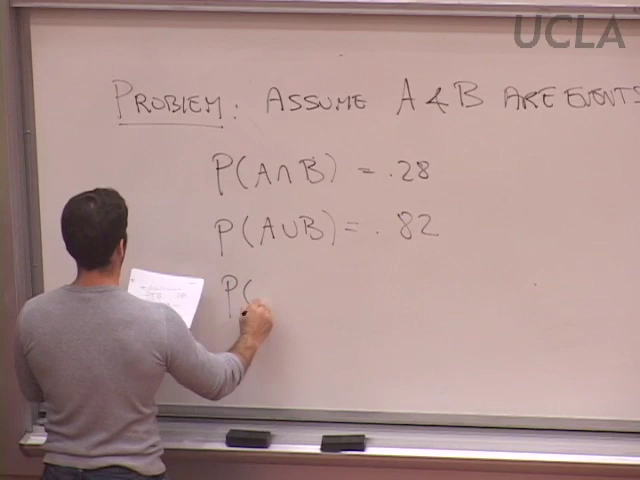 UCLA
PROBLEM: ASSUME A & B ARE EVENTS
P(A∩B) = .28
P(A∪B) = .82
P(